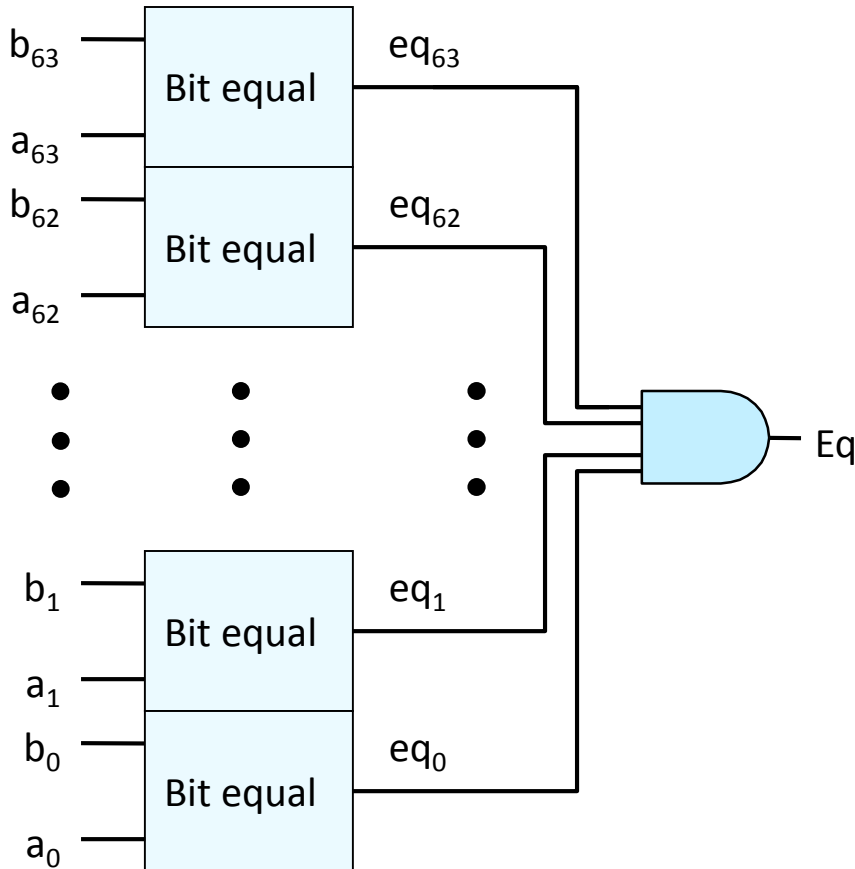 b₆₃
Bit equal
eq₆₃
a₆₃
b₆₂
Bit equal
eq₆₂
a₆₂
Eq
b₁
Bit equal
eq₁
a₁
b₀
Bit equal
eq₀
a₀